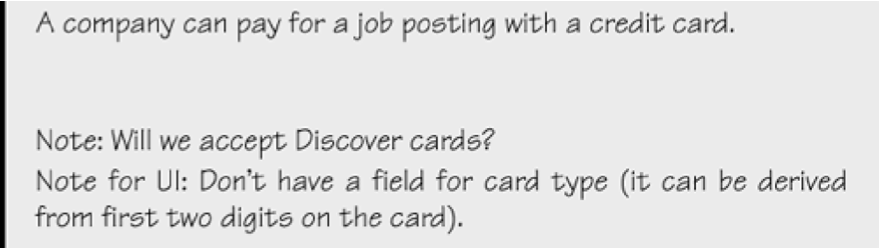 A company can pay for a job posting with a credit card.
Note: Will we accept Discover cards?
Note for UI: Don't have a field for card type (it can be derived
from first two digits on the card).